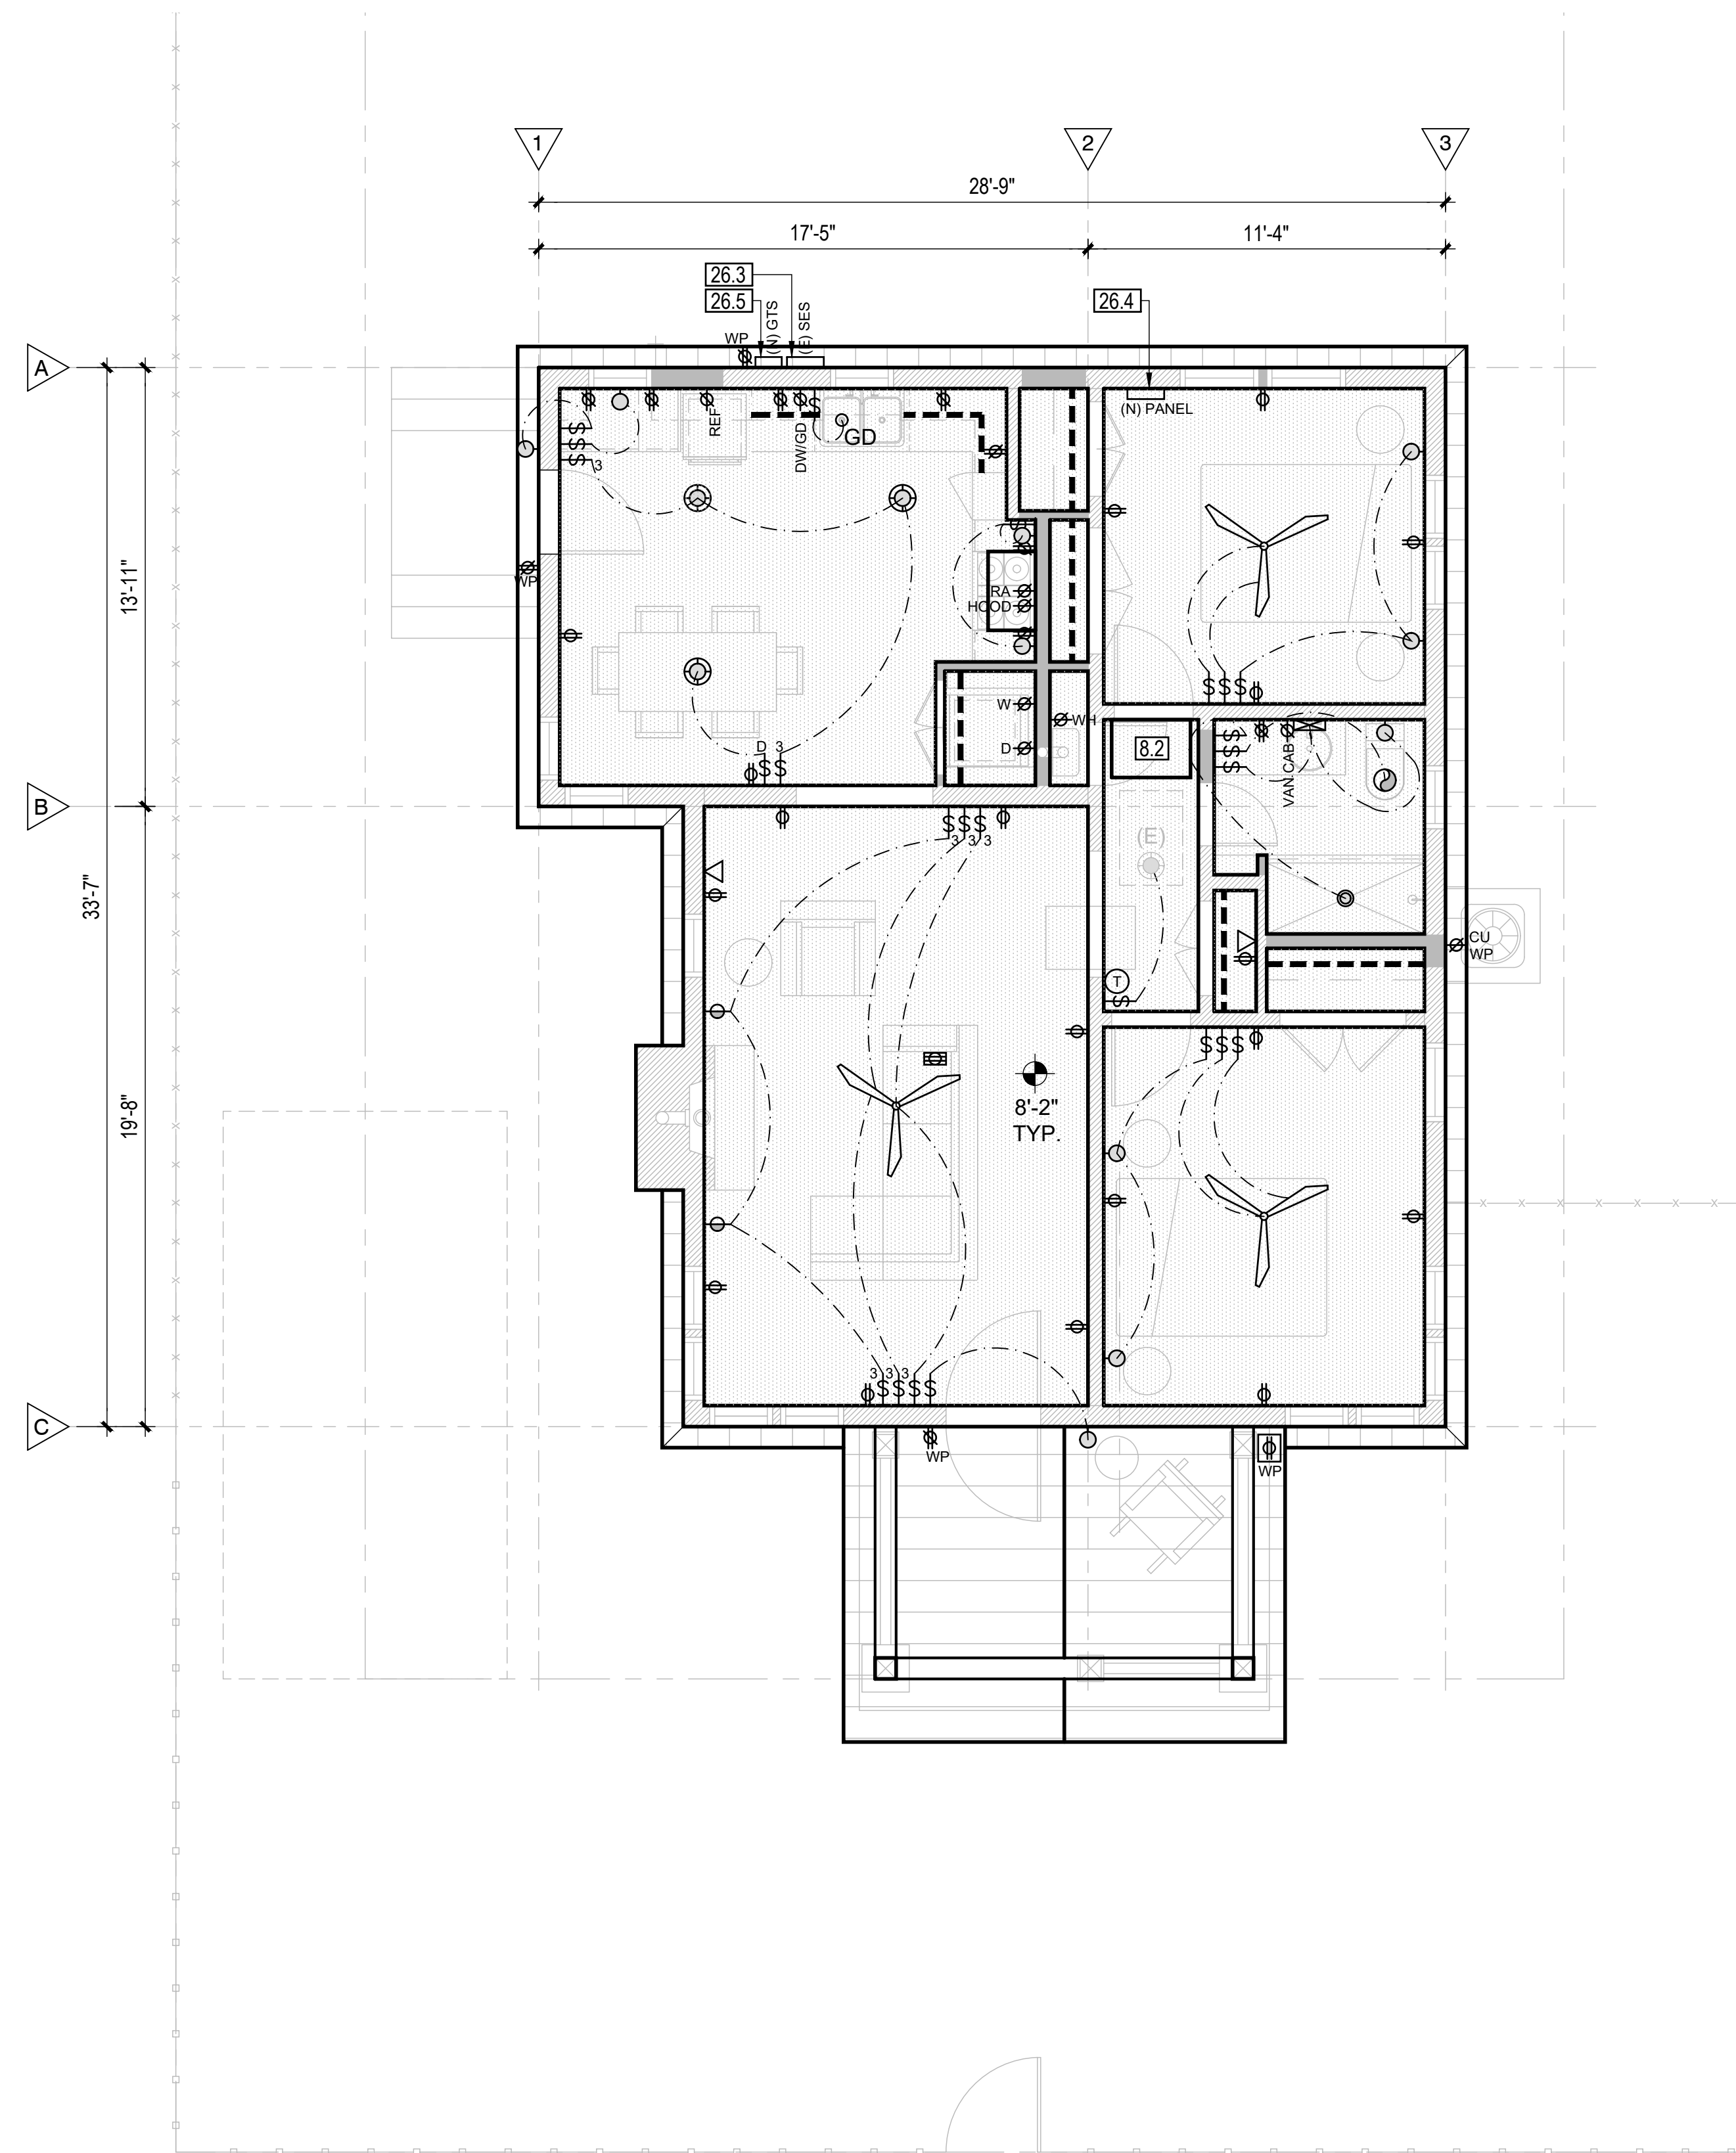 1
2
3
28'-9"
17'-5"
11'-4"
26.3
26.5
26.4
(N) GTS
(E) SES
WP
A
(N) PANEL
REF
DW/GD
S
GD
S
S
S
3
S
13'-11"
WP
RA
HOOD
S S S
W
WH
D
8.2
S
S
S
VAN CAB
D 3
S S
B
S S S
3 3 3
(E)
33'-7"
CU
WP
T
S
S S S
8'-2"
TYP.
19'-8"
3 3 3
S S S S
C
WP
WP